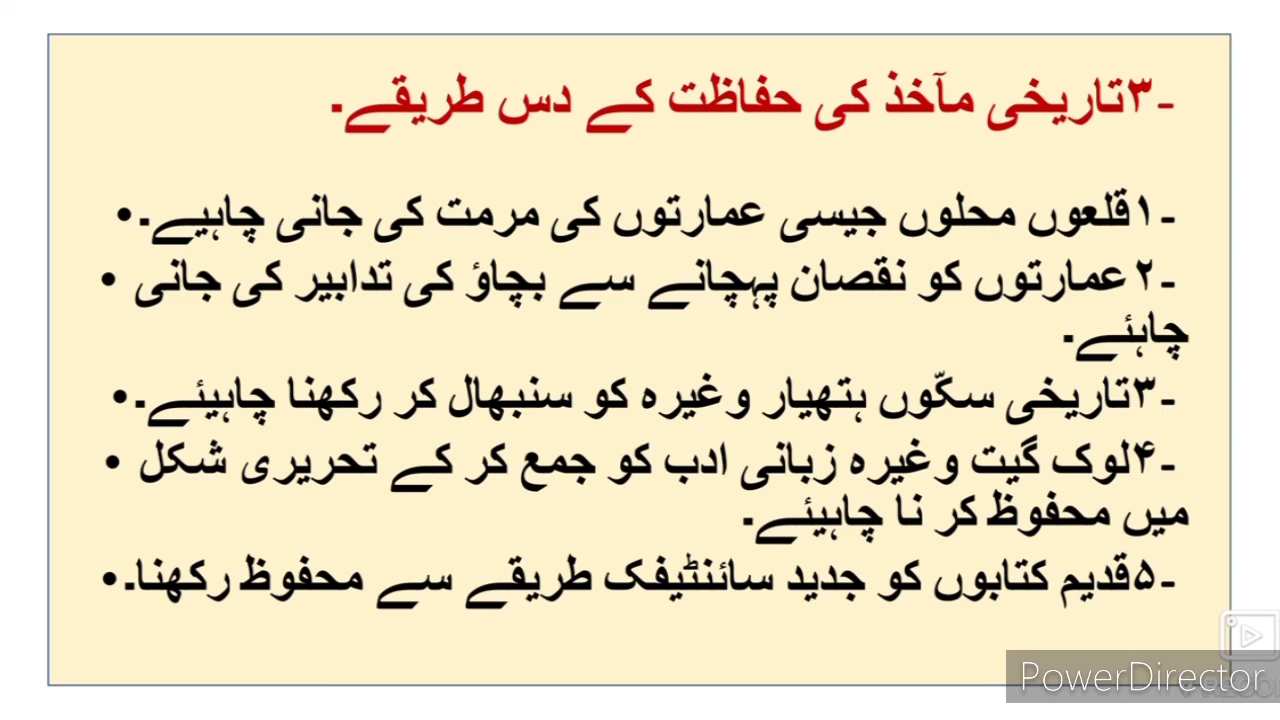 ۳۔تاریخی مآخذ کی حفاظت کے دس طریقے۔
۱۔قلعوں محلوں جیسی عمارتوں کی مرمت کی جانی چاہیے۔•
۲۔عمارتوں کو نقصان پہچانے سے بچاؤ کی تدابیر کی جانی •
چاہئے۔
۳۔تاریخی سکّوں ہتھیار وغیرہ کو سنبھال کر رکھنا چاہیئے۔•
۴۔لوک گیت وغیرہ زبانی ادب کو جمع کر کے تحریری شکل •
میں محفوظ کر نا چاہیئے۔
۵۔قدیم کتابوں کو جدید سائنٹیفک طریقے سے محفوظ رکھنا۔•
PowerDirector